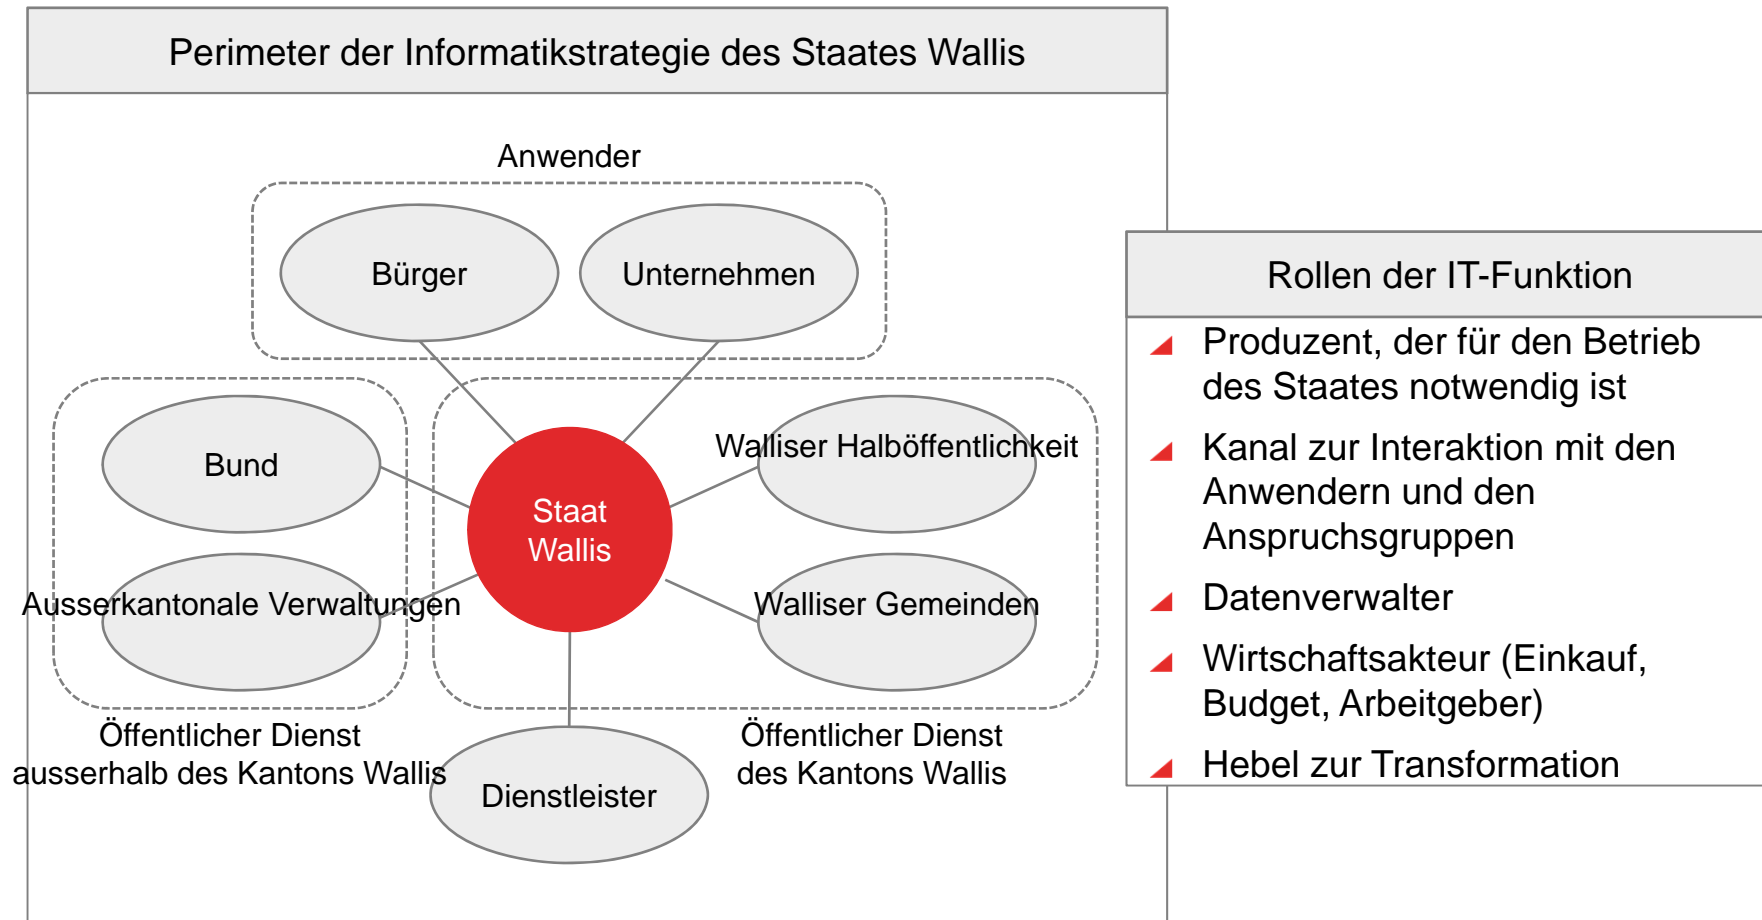 Perimeter der Informatikstrategie des Staates Wallis
Anwender
Bürger
Unternehmen
Bund
Ausserkantonale Verwaltungen
Öffentlicher Dienst
ausserhalb des Kantons Wallis
Staat
Wallis
Walliser Halböffentlichkeit
Walliser Gemeinden
Öffentlicher Dienst
des Kantons Wallis
Dienstleister
Rollen der IT-Funktion
Produzent, der für den Betrieb
des Staates notwendig ist
Kanal zur Interaktion mit den
Anwendern und den
Anspruchsgruppen
Datenverwalter
Wirtschaftsakteur (Einkauf,
Budget, Arbeitgeber)
Hebel zur Transformation